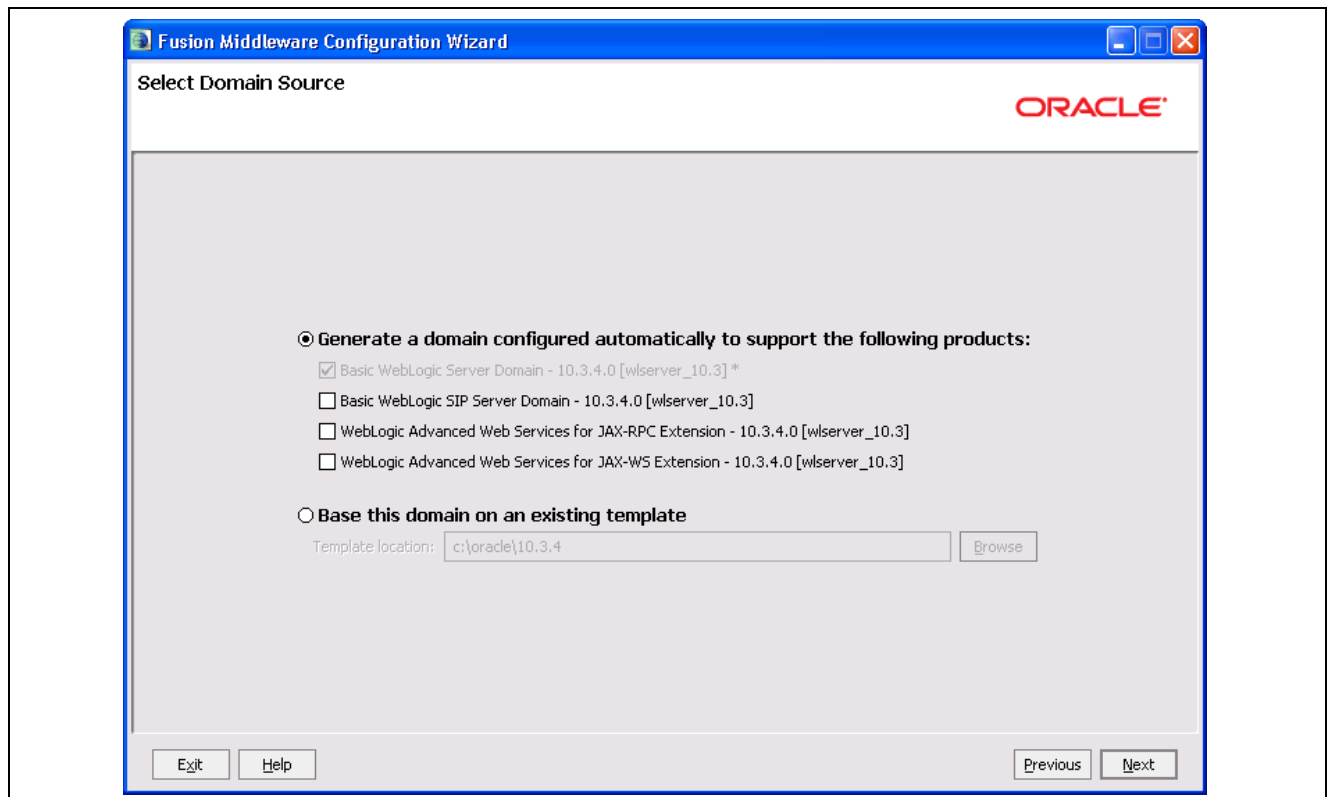 Fusion Middleware Configuration Wizard
Select Domain Source
ORACLE
Generate a domain configured automatically to support the following products:
Basic WebLogic Server Domain - 10.3.4.0 [wlserver_10.3] *
Basic WebLogic SIP Server Domain - 10.3.4.0 [wlserver_10.3]
WebLogic Advanced Web Services for JAX-RPC Extension - 10.3.4.0 [wlserver_10.3]
WebLogic Advanced Web Services for JAX-WS Extension - 10.3.4.0 [wlserver_10.3]
Base this domain on an existing template
Template location: c:\oracle\10.3.4 Browse
Exit Help Previous Next